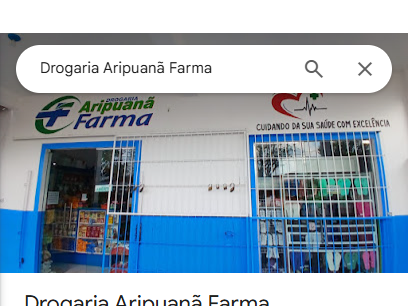 Drogaria Aripuanã Farma
DROGARIA
Aripuanã
Farma
CUIDANDO DA SUA SAÚDE COM EXCELÊNCIA
Drogaria Aripuanã Farma